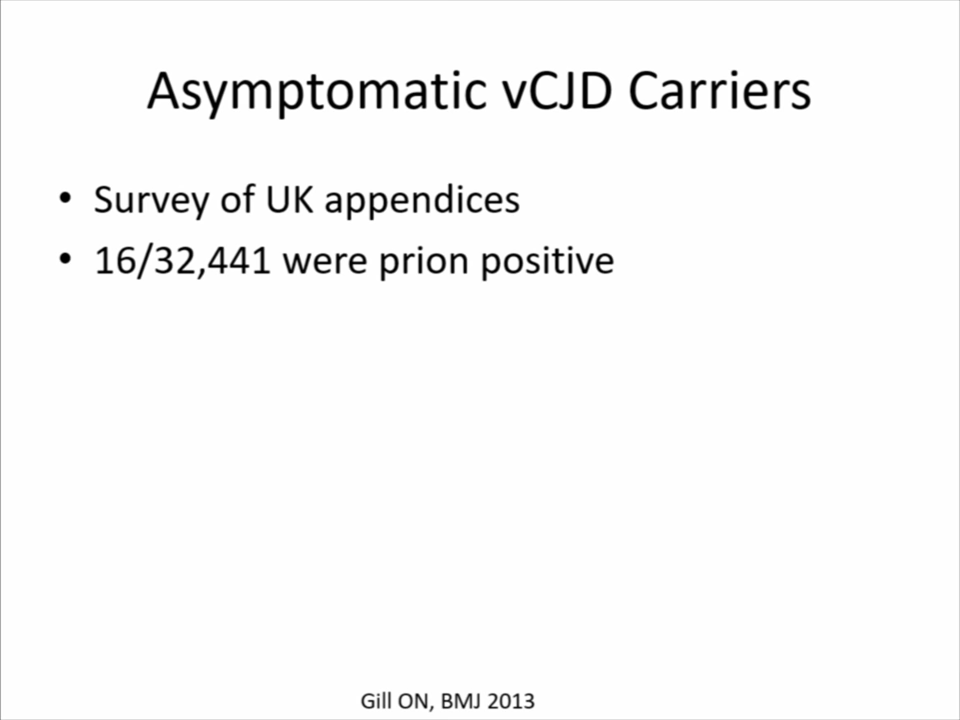 Asymptomatic vCJD Carriers
• Survey of UK appendices
• 16/32,441 were prion positive
Gill ON, BMJ 2013